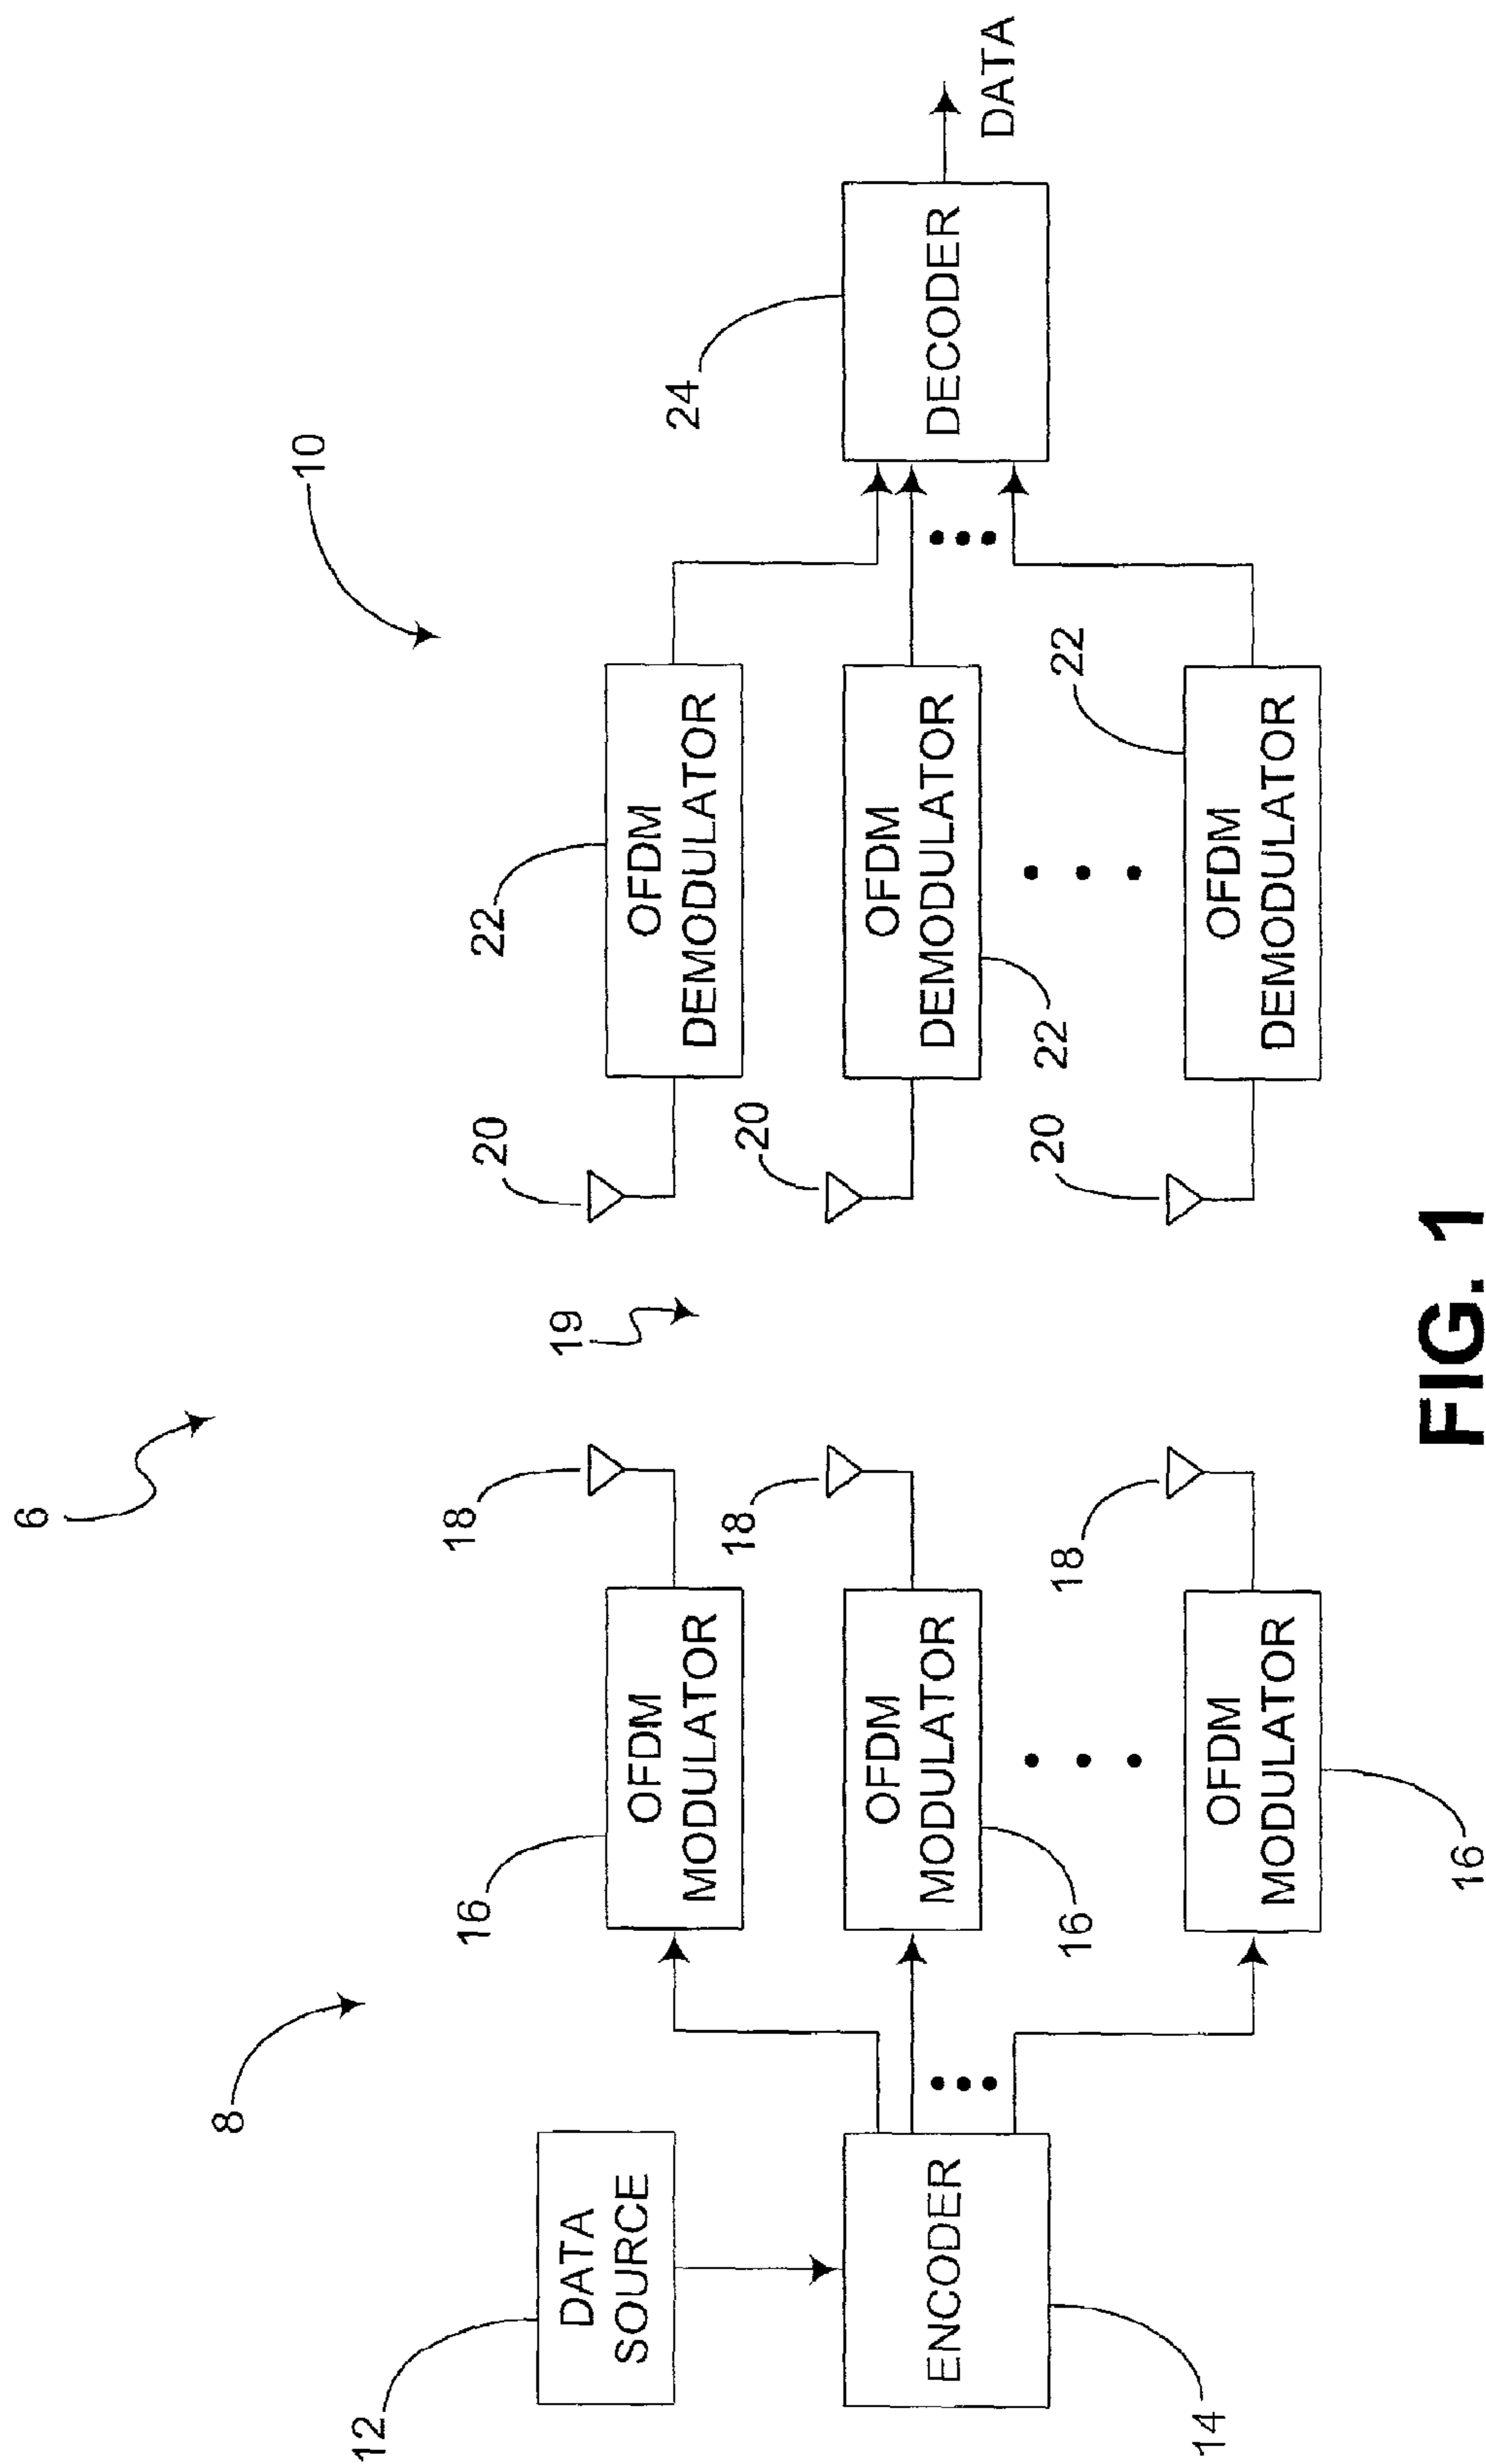 6
8
10
12
DATA
SOURCE
ENCODER
14
16
OFDM
MODULATOR
18
16
OFDM
MODULATOR
18
16
OFDM
MODULATOR
18
19
20
22
OFDM
DEMODULATOR
20
22
OFDM
DEMODULATOR
20
22
OFDM
DEMODULATOR
24
DECODER
DATA
FIG. 1